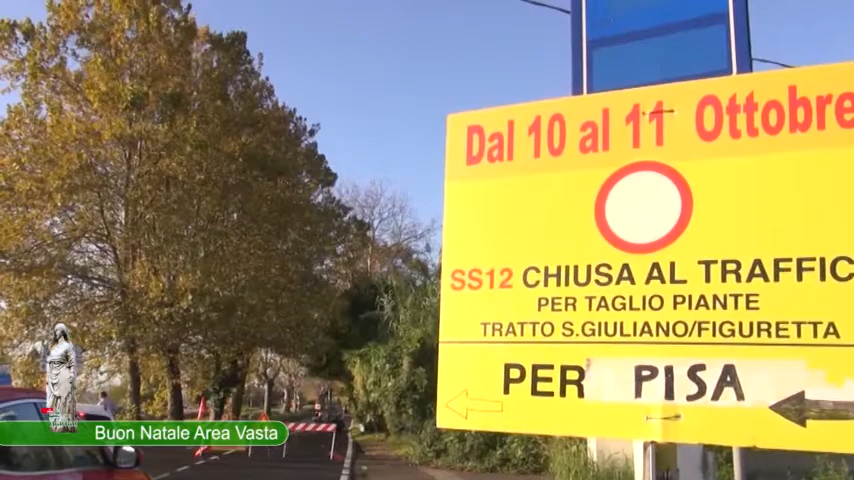 Dal 10 al 11 Ottobre
SS12 CHIUSA AL TRAFFIC
PER TAGLIO PIANTE
TRATTO S.GIULIANO/FIGURETTA
PER PISA
Buon Natale Area Vasta